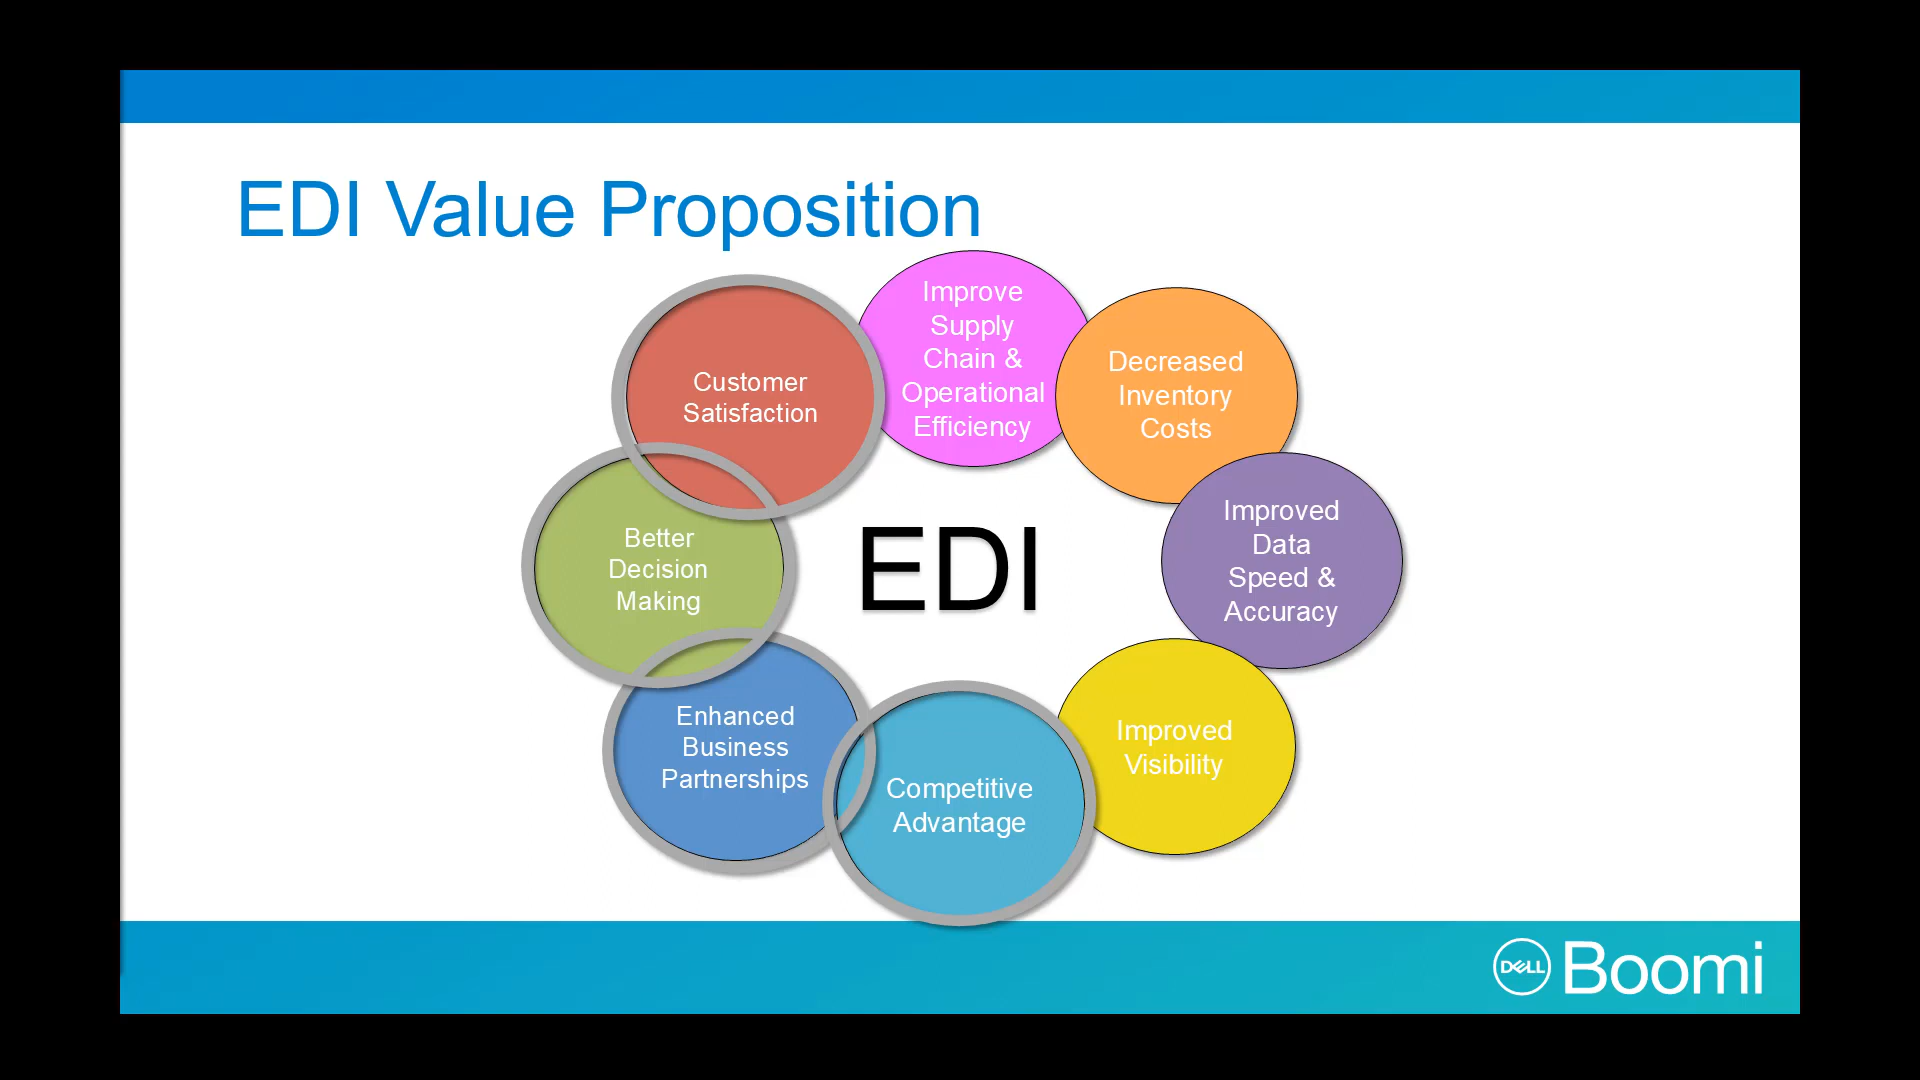 EDI Value Proposition
Improve
Supply
Chain &
Operational
Efficiency
Decreased
Inventory
Costs
Improved
Data
Speed &
Accuracy
Improved
Visibility
Competitive
Advantage
Enhanced
Business
Partnerships
Better
Decision
Making
Customer
Satisfaction
EDI
DELL Boomi